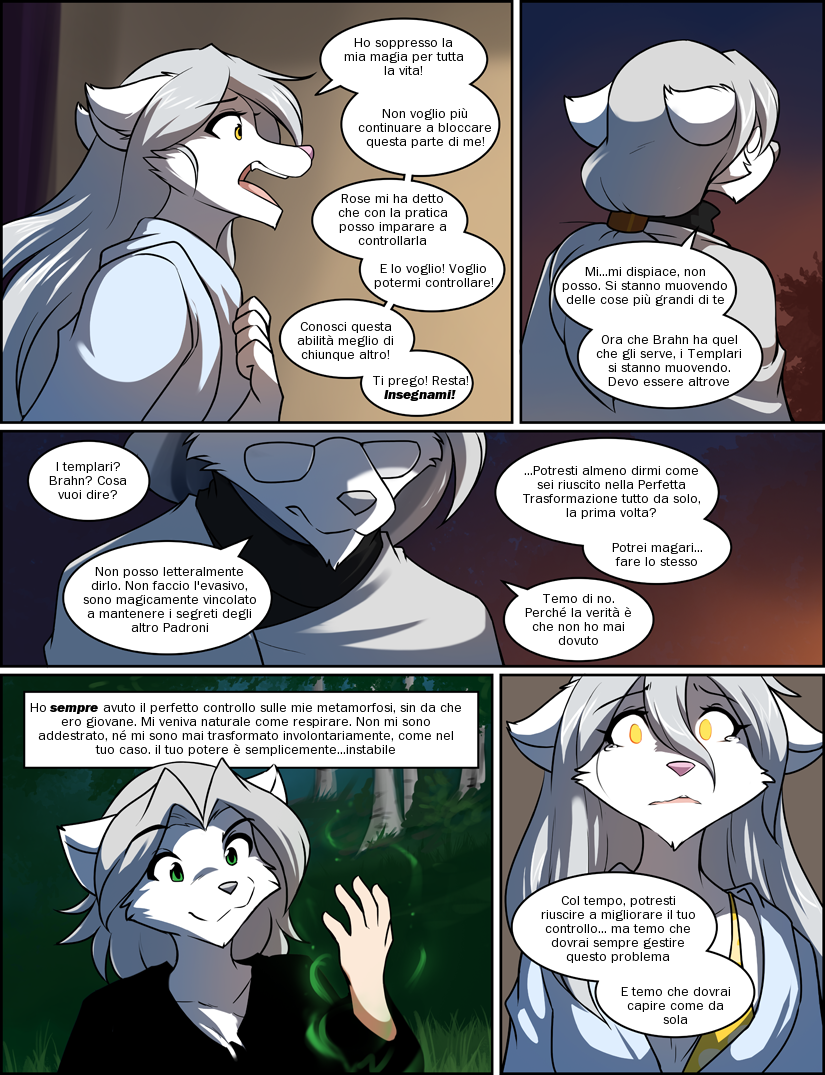 Ho soppresso la
mia magia per tutta
la vita!
Non voglio più
continuare a bloccare
questa parte di me!
Rose mi ha detto
che con la pratica
posso imparare a
controllarla
E lo voglio! Voglio
potermi controllare!
Conosci questa
abilità meglio di
chiunque altro!
Ti prego! Resta!
Insegnami!
Mi...mi dispiace, non
posso. Si stanno muovendo
delle cose più grandi di te
Ora che Brahn ha quel
che gli serve, i Templari
si stanno muovendo.
Devo essere altrove
I templari?
Brahn? Cosa
vuoi dire?
Non posso letteralmente
dirlo. Non faccio l'evasivo,
sono magicamente vincolato
a mantenere i segreti degli
altro Padroni
...Potresti almeno dirmi come
sei riuscito nella Perfetta
Trasformazione tutto da solo,
la prima volta?
Potrei magari...
fare lo stesso
Temo di no.
Perché la verità è
che non ho mai
dovuto
Ho sempre avuto il perfetto controllo sulle mie metamorfosi, sin da che
ero giovane. Mi veniva naturale come respirare. Non mi sono
addestrato, né mi sono mai trasformato involontariamente, come nel
tuo caso. il tuo potere è semplicemente...instabile
Col tempo, potresti
riuscire a migliorare il tuo
controllo... ma temo che
dovrai sempre gestire
questo problema
E temo che dovrai
capire come da
sola